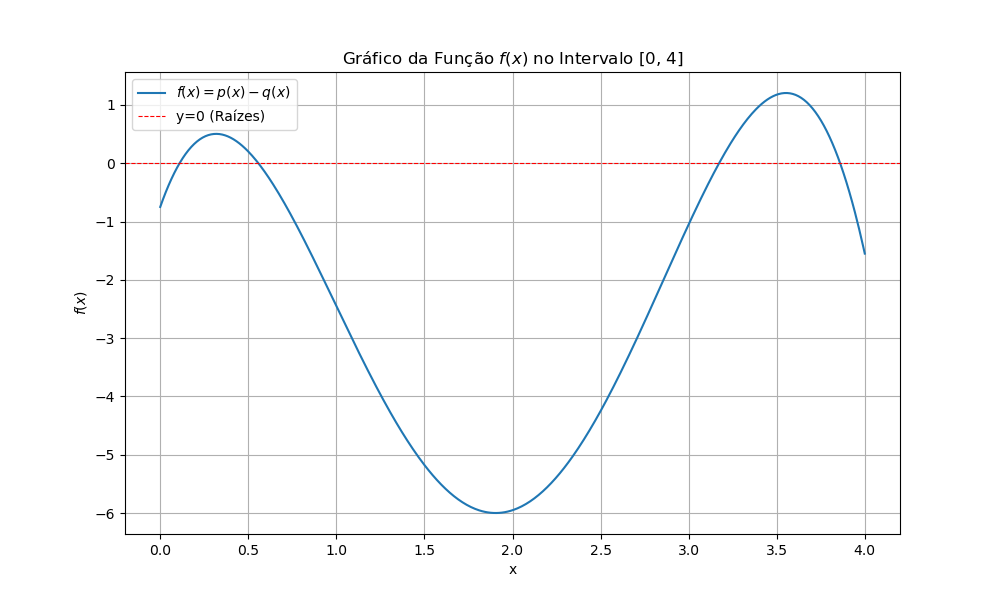 Gráfico da Função f(x) no Intervalo [0, 4]
f(x) = p(x) − q(x)
y=0 (Raízes)
1
0
−1
−2
−3
−4
−5
−6
f(x)
0.0 0.5 1.0 1.5 2.0 2.5 3.0 3.5 4.0
x